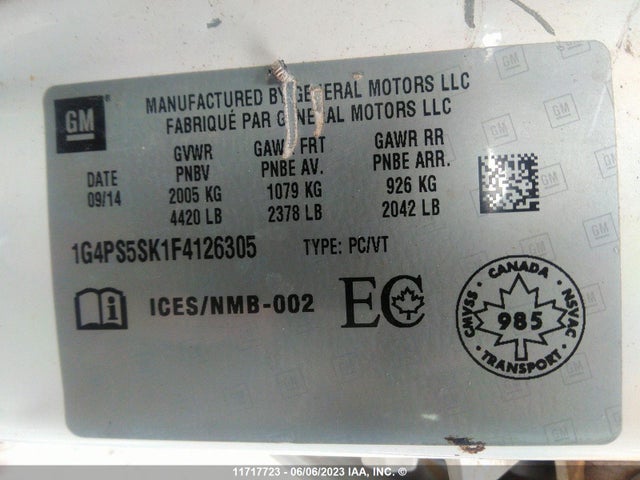 GM
MANUFACTURED BY GENERAL MOTORS LLC
FABRIQUÉ PAR GENERAL MOTORS LLC
DATE
09/14
GVWR
PNBV
2005 KG
4420 LB
GAW FRT
PNBE AV.
1079 KG
2378 LB
GAWR RR
PNBE ARR.
926 KG
2042 LB
1G4PS5SK1F4126305 TYPE: PC/VT
ICES/NMB-002
EC
CANADA
CMVSS 985 NSVAC
TRANSPORT
11717723 - 06/06/2023 IAA, INC. ©